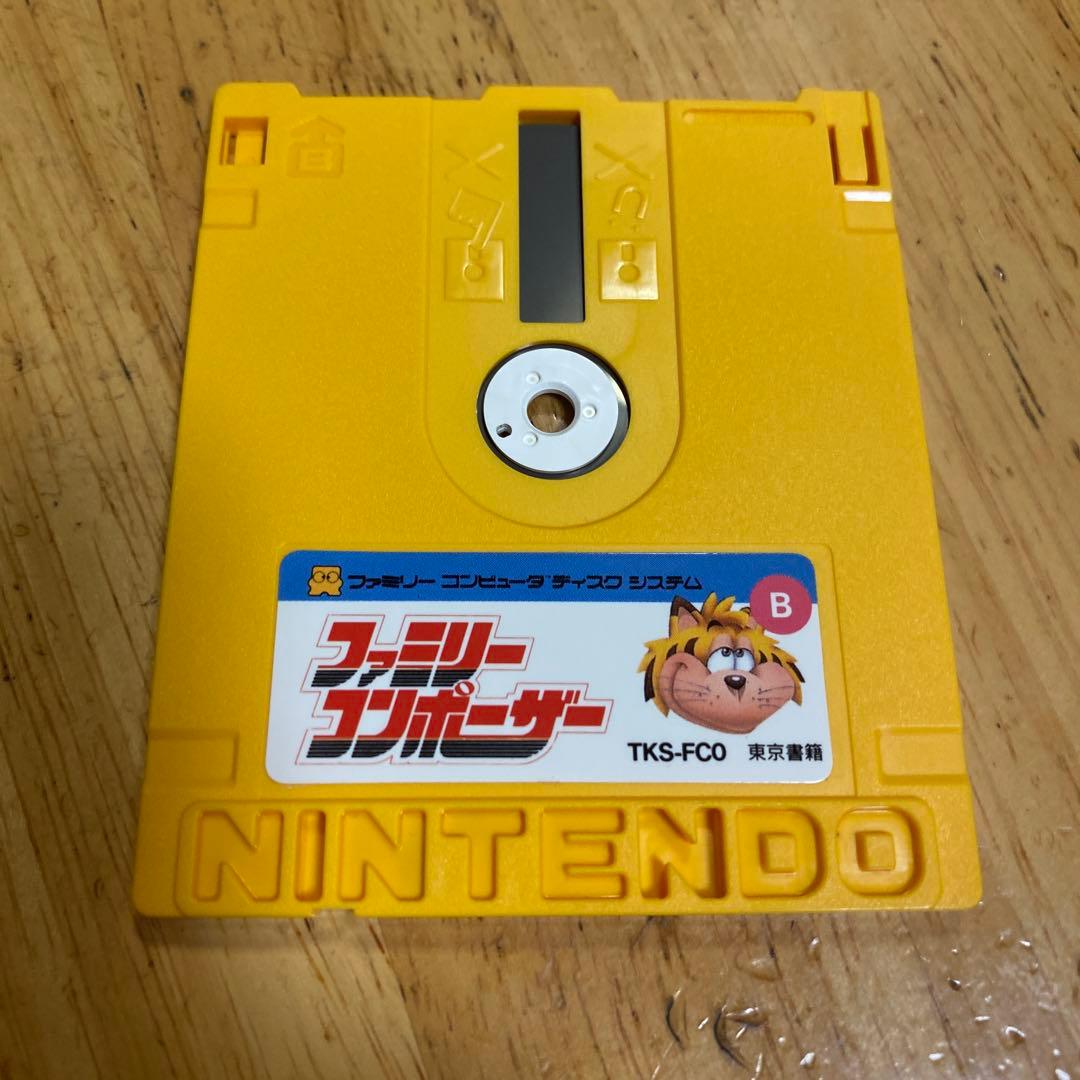 ファミリー コンピュータ ディスク システム
B
ファミリー
コンポーザー
TKS-FCO 東京書籍
NINTENDO